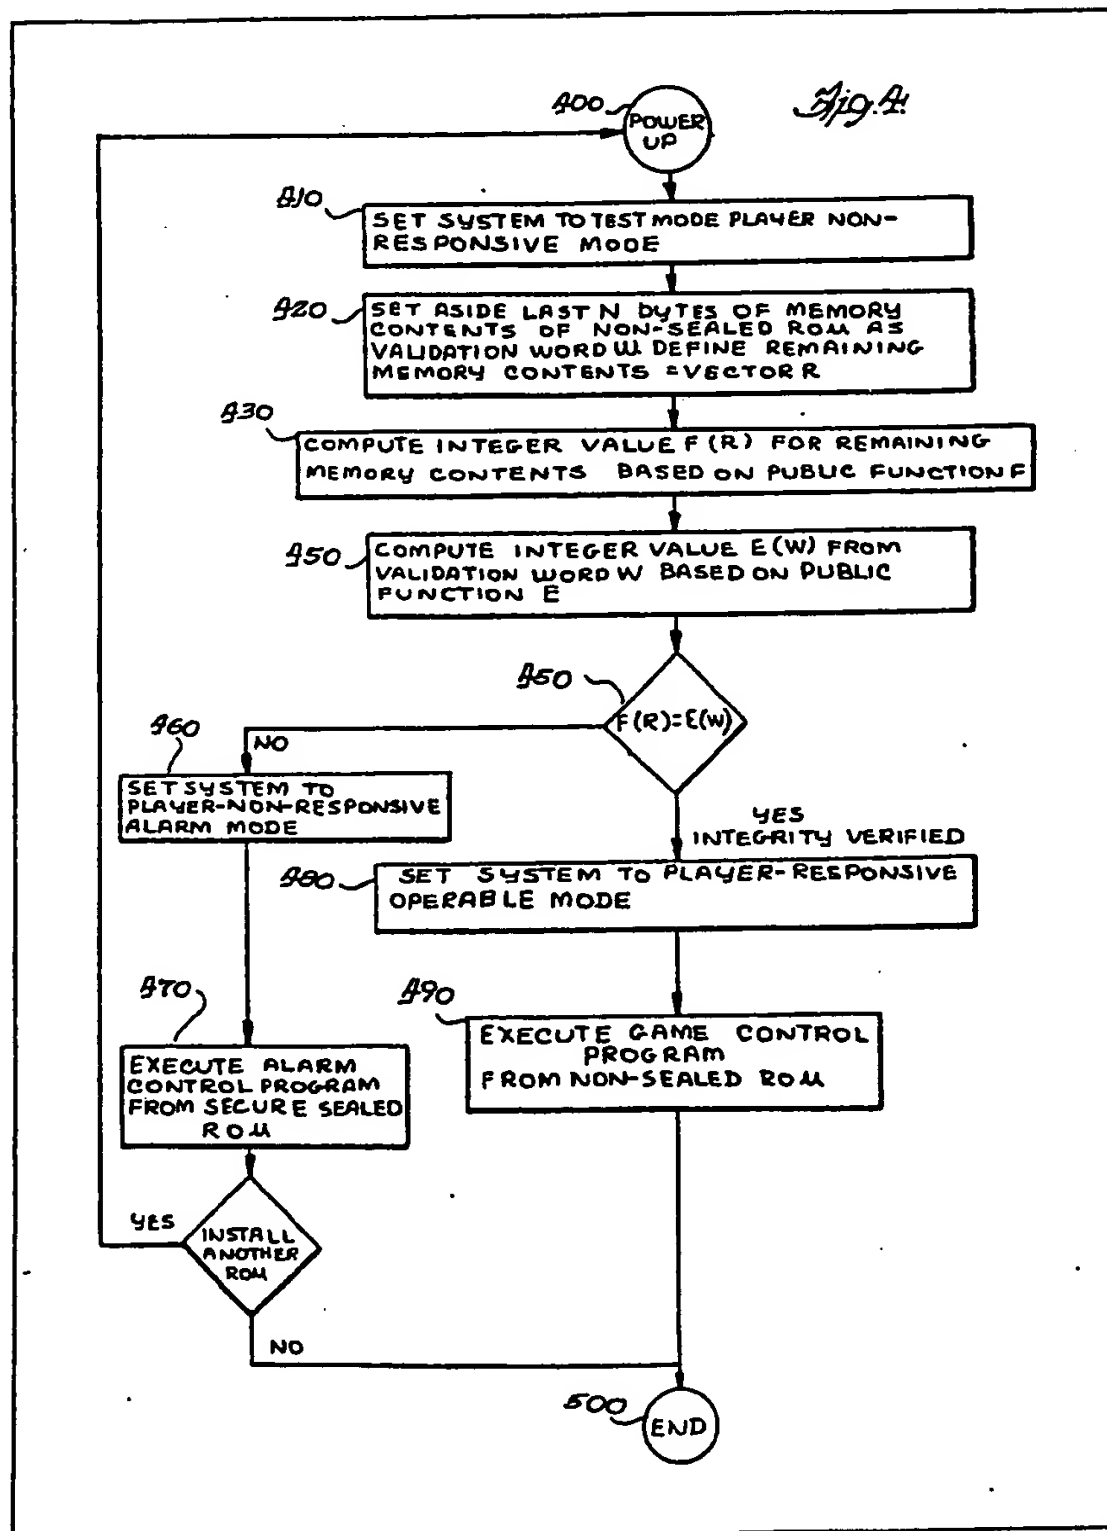 Fig. 4.
400
POWER
UP
410
SET SYSTEM TO TEST MODE PLAYER NON-
RESPONSIVE MODE
420
SET ASIDE LAST N BYTES OF MEMORY
CONTENTS OF NON-SEALED ROM AS
VALIDATION WORD W. DEFINE REMAINING
MEMORY CONTENTS = VECTOR R
430
COMPUTE INTEGER VALUE F(R) FOR REMAINING
MEMORY CONTENTS BASED ON PUBLIC FUNCTION F
450
COMPUTE INTEGER VALUE E(W) FROM
VALIDATION WORD W BASED ON PUBLIC
FUNCTION E
450
F(R)=E(W)
460
NO
SET SYSTEM TO
PLAYER-NON-RESPONSIVE
ALARM MODE
YES
INTEGRITY VERIFIED
480
SET SYSTEM TO PLAYER-RESPONSIVE
OPERABLE MODE
470
EXECUTE ALARM
CONTROL PROGRAM
FROM SECURE SEALED
ROM
490
EXECUTE GAME CONTROL
PROGRAM
FROM NON-SEALED ROM
YES
INSTALL
ANOTHER
ROM
NO
500
END